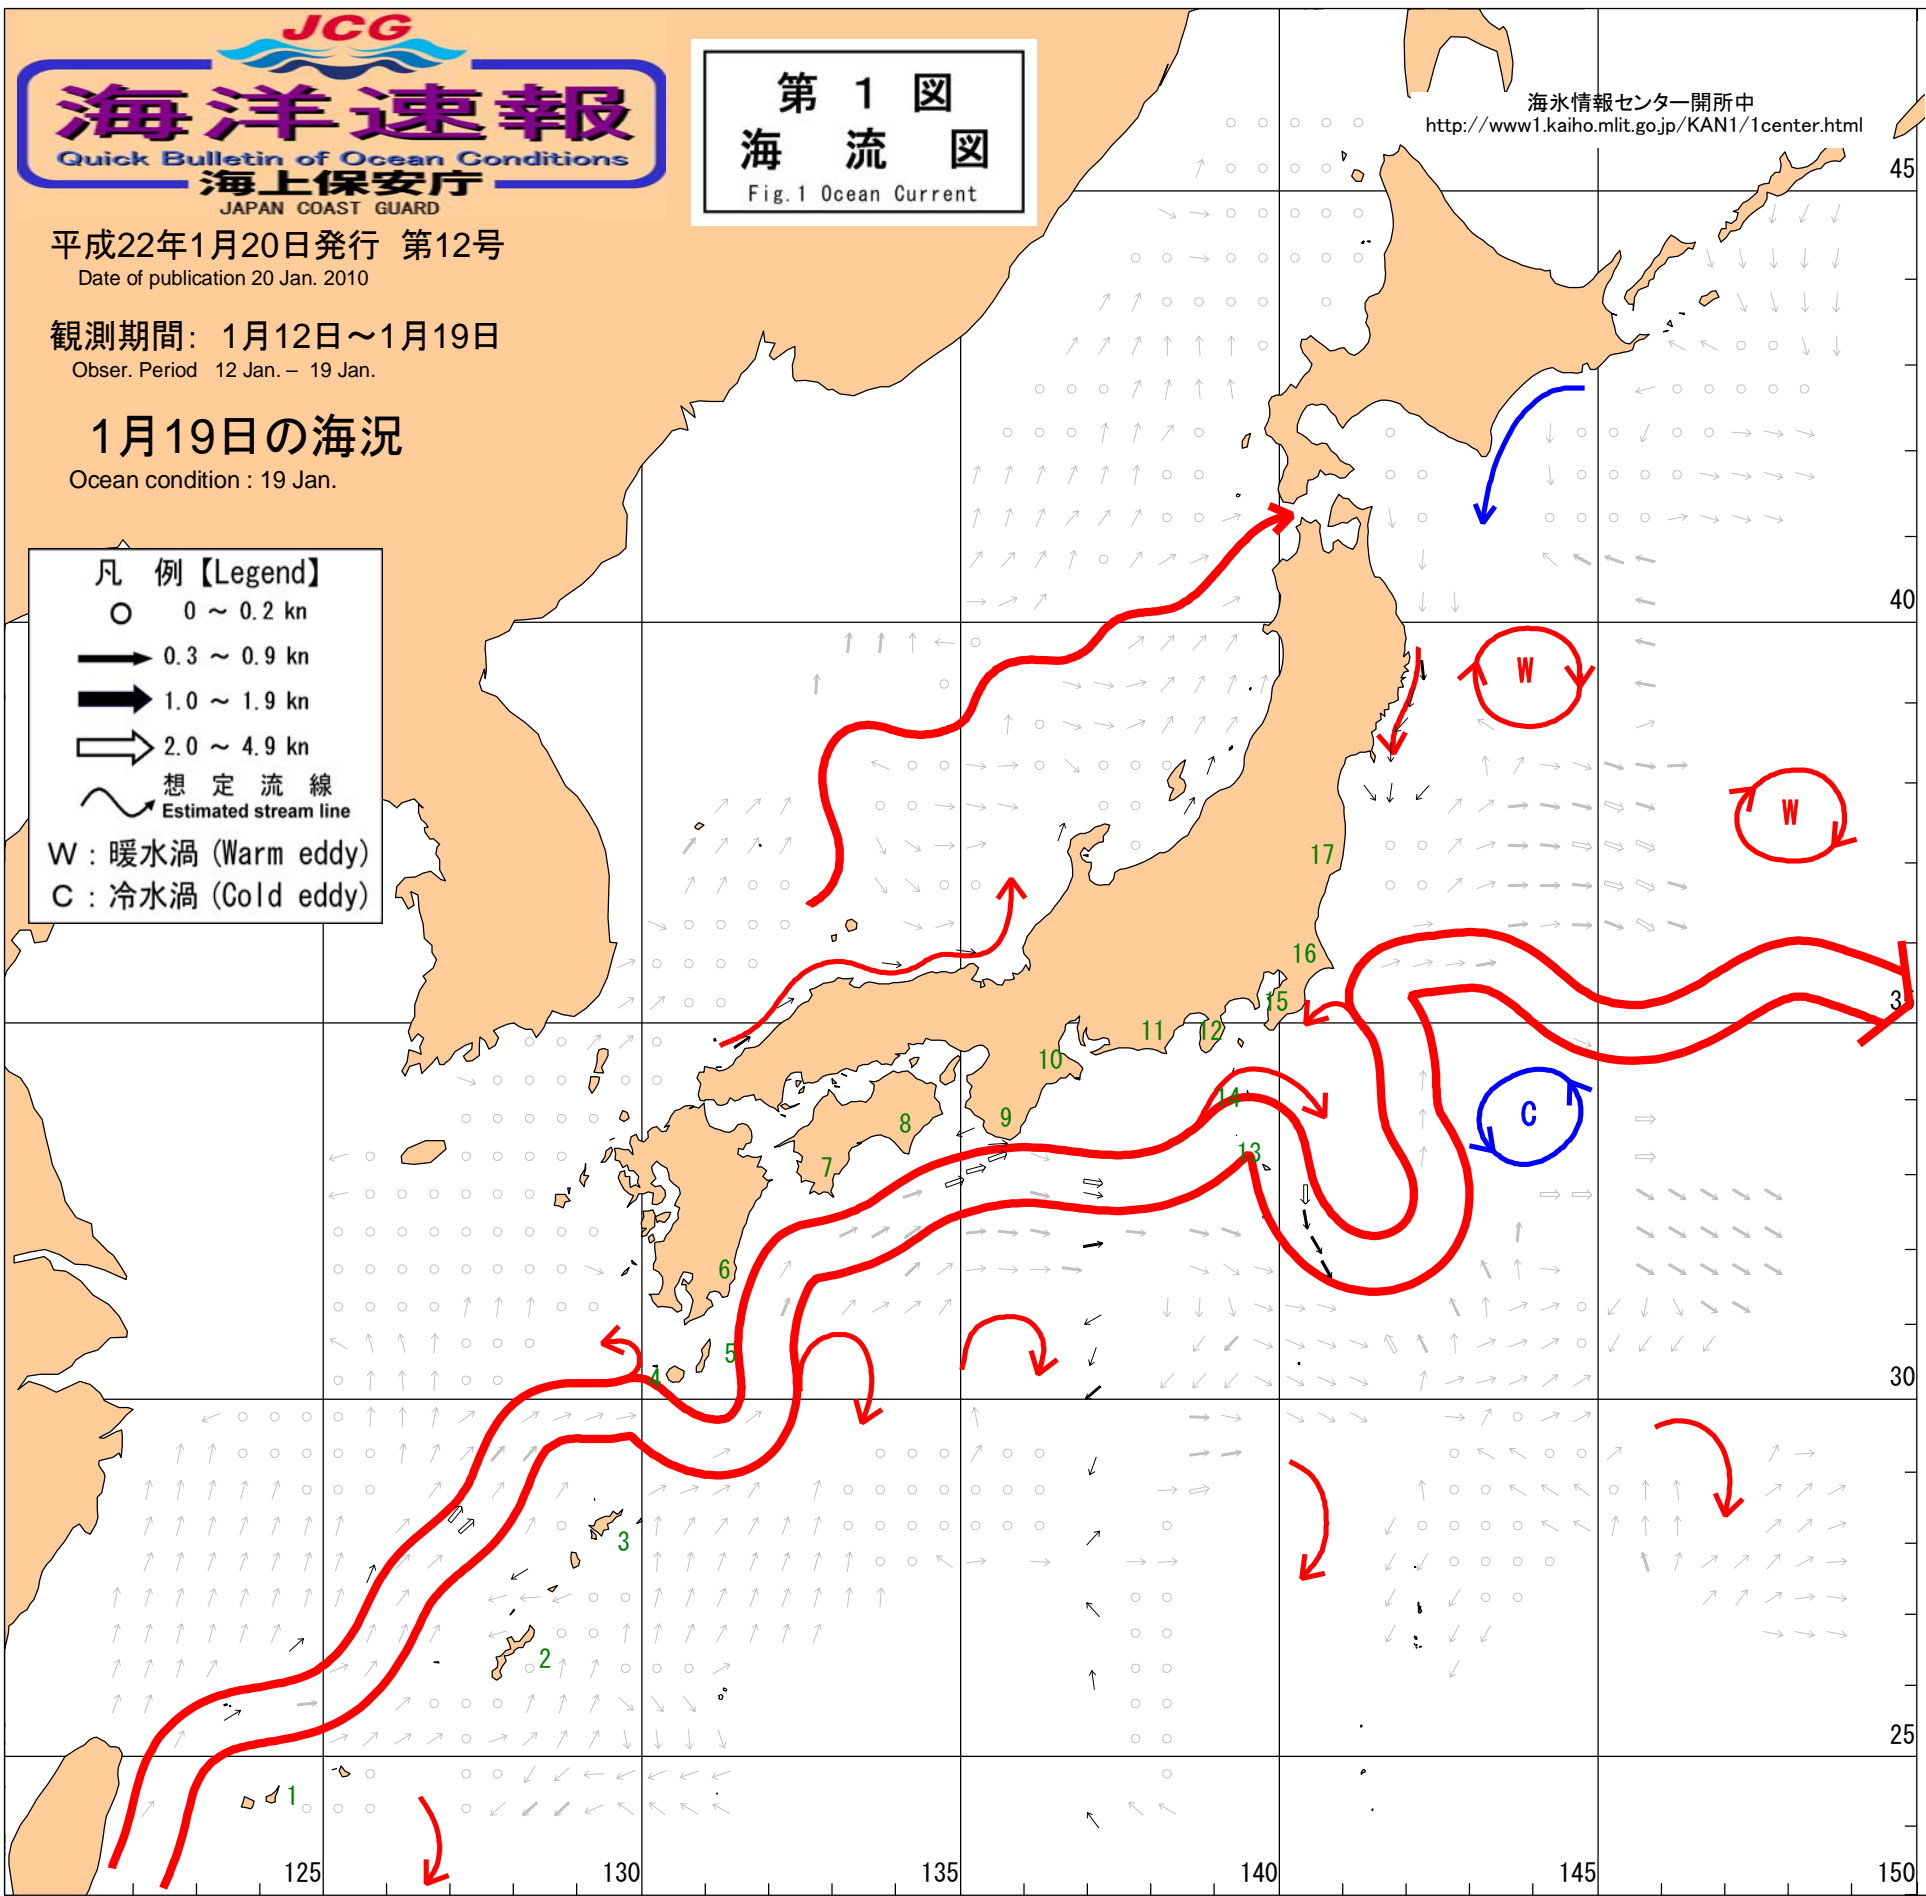 JCG
海洋速報
Quick Bulletin of Ocean Conditions
海上保安庁
JAPAN COAST GUARD
第 1 図
海 流 図
Fig.1 Ocean Current
海氷情報センター開所中
http://www1.kaiho.mlit.go.jp/KAN1/1center.html
平成22年1月20日発行 第12号
Date of publication 20 Jan. 2010
観測期間: 1月12日～1月19日
Obser. Period 12 Jan. – 19 Jan.
1月19日の海況
Ocean condition : 19 Jan.
凡 例【Legend】
0 ～ 0.2 kn
0.3 ～ 0.9 kn
1.0 ～ 1.9 kn
2.0 ～ 4.9 kn
想 定 流 線
Estimated stream line
W : 暖水渦 (Warm eddy)
C : 冷水渦 (Cold eddy)
45
40
W
W
17
16
15
35
12
11
10
14
C
9
8
13
7
6
5
4
30
3
2
25
1
125
130
135
140
145
150